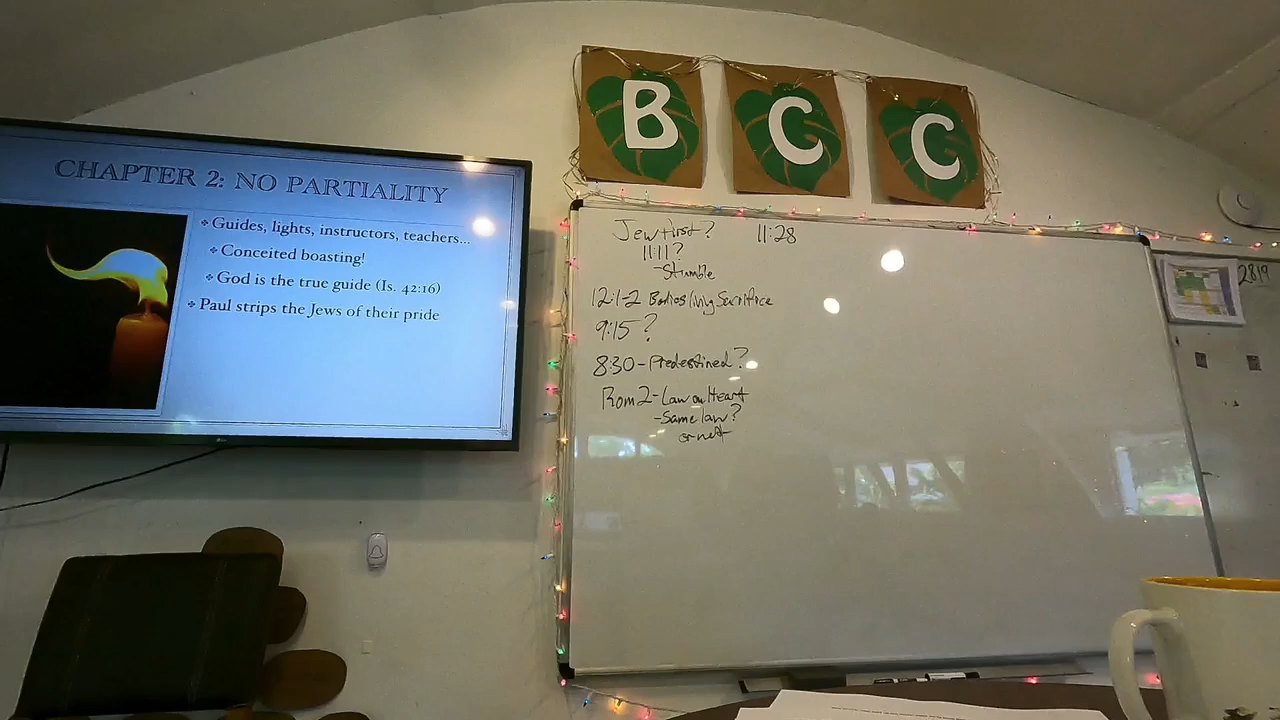 CHAPTER 2: NO PARTIALITY
Guides, lights, instructors, teachers...
Conceited boasting!
God is the true guide (Is. 42:16)
Paul strips the Jews of their pride
B C C
Jew first? 11:28
11:11?
-Stumble
12:1-2 Bodies living Sacrifice
9:15?
8:30-Predestined?
Rom 2-Law on Heart
-Same law?
or not
2819